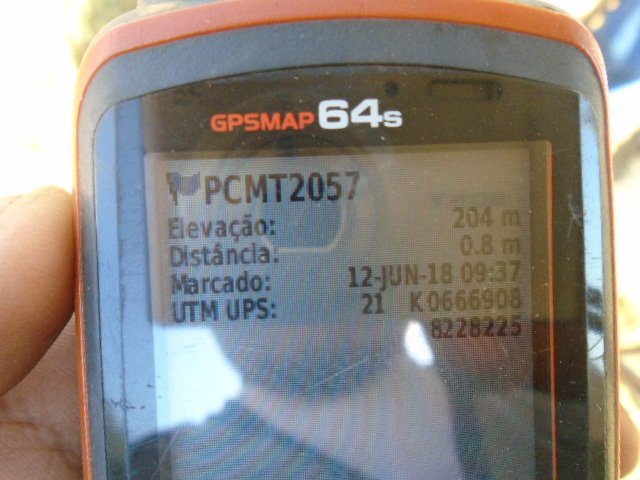 GPSMAP 64s
PCMT2057
Elevação: 204 m
Distância: 0.8 m
Marcado: 12-JUN-18 09:37
UTM UPS: 21 K 0666908
8228225